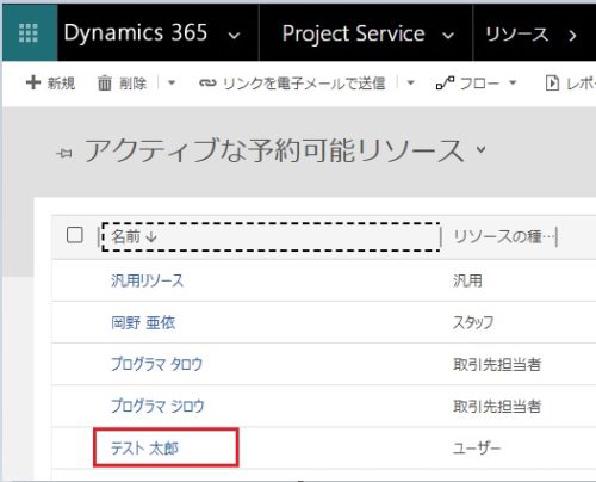 Dynamics 365 Project Service リソース
新規 削除 リンクを電子メールで送信 フロー レポ
アクティブな予約可能リソース
名前 リソースの種…
汎用リソース 汎用
岡野 亜依 スタッフ
プログラマ タロウ 取引先担当者
プログラマ ジロウ 取引先担当者
テスト 太郎 ユーザー